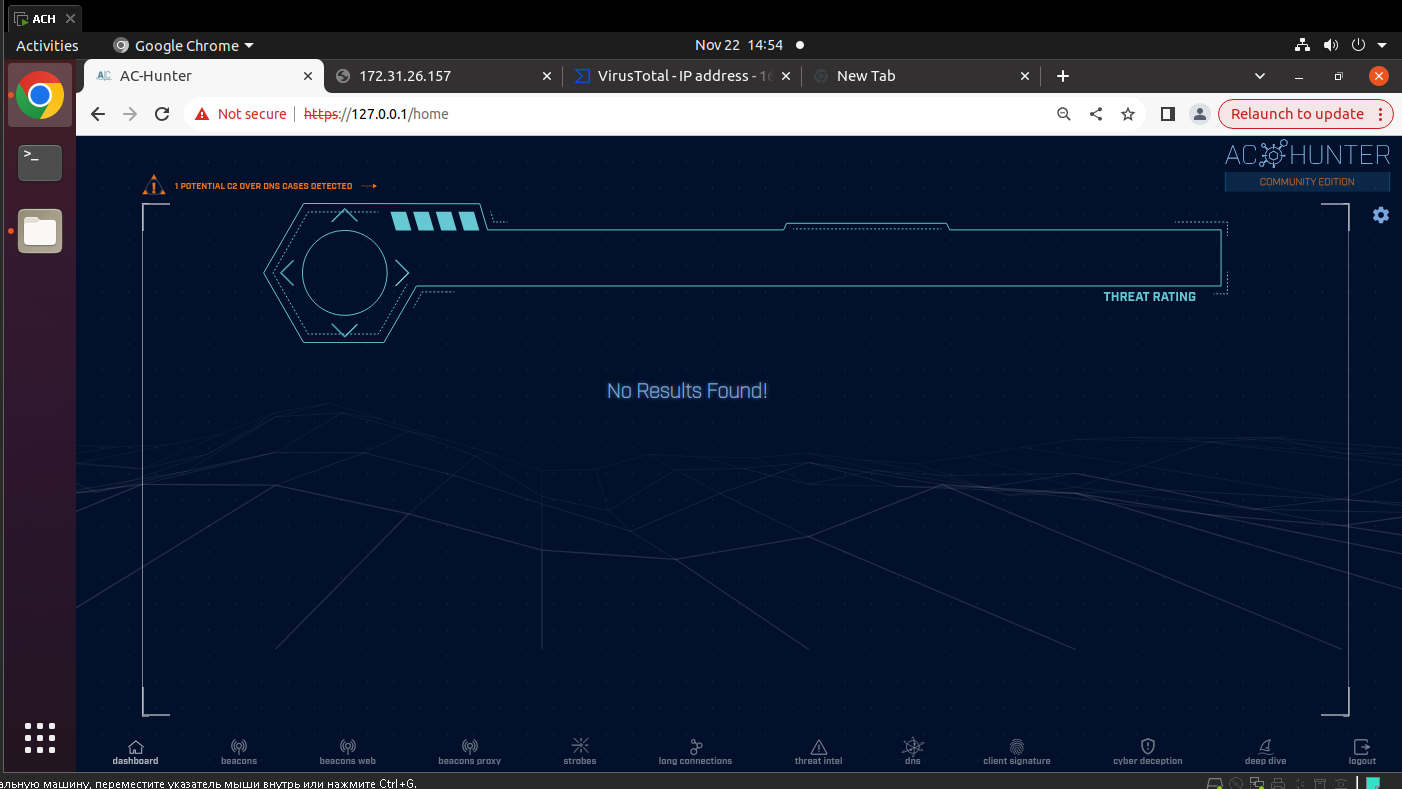 ACH
Activities
Google Chrome
Nov 22 14:54
AC-Hunter
172.31.26.157
VirusTotal - IP address - 16
New Tab
Not secure
https://127.0.0.1/home
Relaunch to update
AC HUNTER
COMMUNITY EDITION
1 POTENTIAL C2 OVER DNS CASES DETECTED
THREAT RATING
No Results Found!
dashboard
beacons
beacons web
beacons proxy
strobes
long connections
threat intel
dns
client signature
cyber deception
deep dive
logout
альную машину, переместите указатель мыши внутрь или нажмите Ctrl+G.